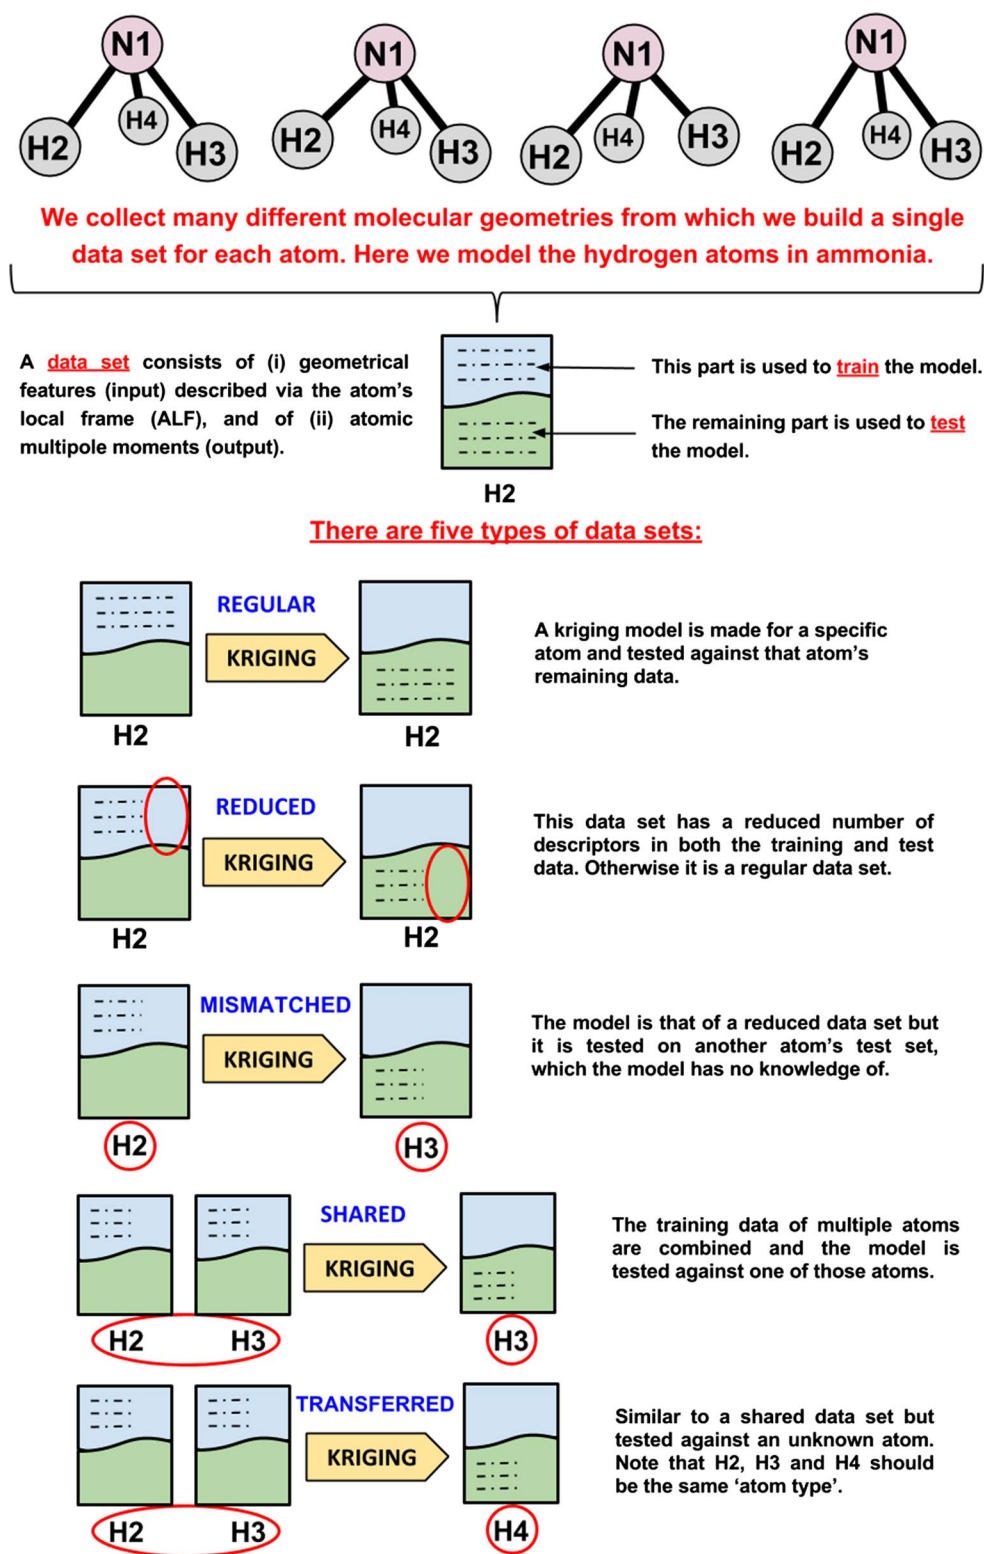 N1
H2
H4
H3
N1
H2
H4
H3
N1
H2
H4
H3
N1
H2
H4
H3
We collect many different molecular geometries from which we build a single
data set for each atom. Here we model the hydrogen atoms in ammonia.
A data set consists of (i) geometrical
features (input) described via the atom's
local frame (ALF), and of (ii) atomic
multipole moments (output).
This part is used to train the model.
The remaining part is used to test
the model.
H2
There are five types of data sets:
REGULAR
KRIGING
H2
H2
A kriging model is made for a specific
atom and tested against that atom's
remaining data.
REDUCED
KRIGING
H2
H2
This data set has a reduced number of
descriptors in both the training and test
data. Otherwise it is a regular data set.
MISMATCHED
KRIGING
H2
H3
The model is that of a reduced data set but
it is tested on another atom's test set,
which the model has no knowledge of.
SHARED
KRIGING
H2
H3
H3
The training data of multiple atoms
are combined and the model is
tested against one of those atoms.
TRANSFERRED
KRIGING
H2
H3
H4
Similar to a shared data set but
tested against an unknown atom.
Note that H2, H3 and H4 should
be the same 'atom type'.